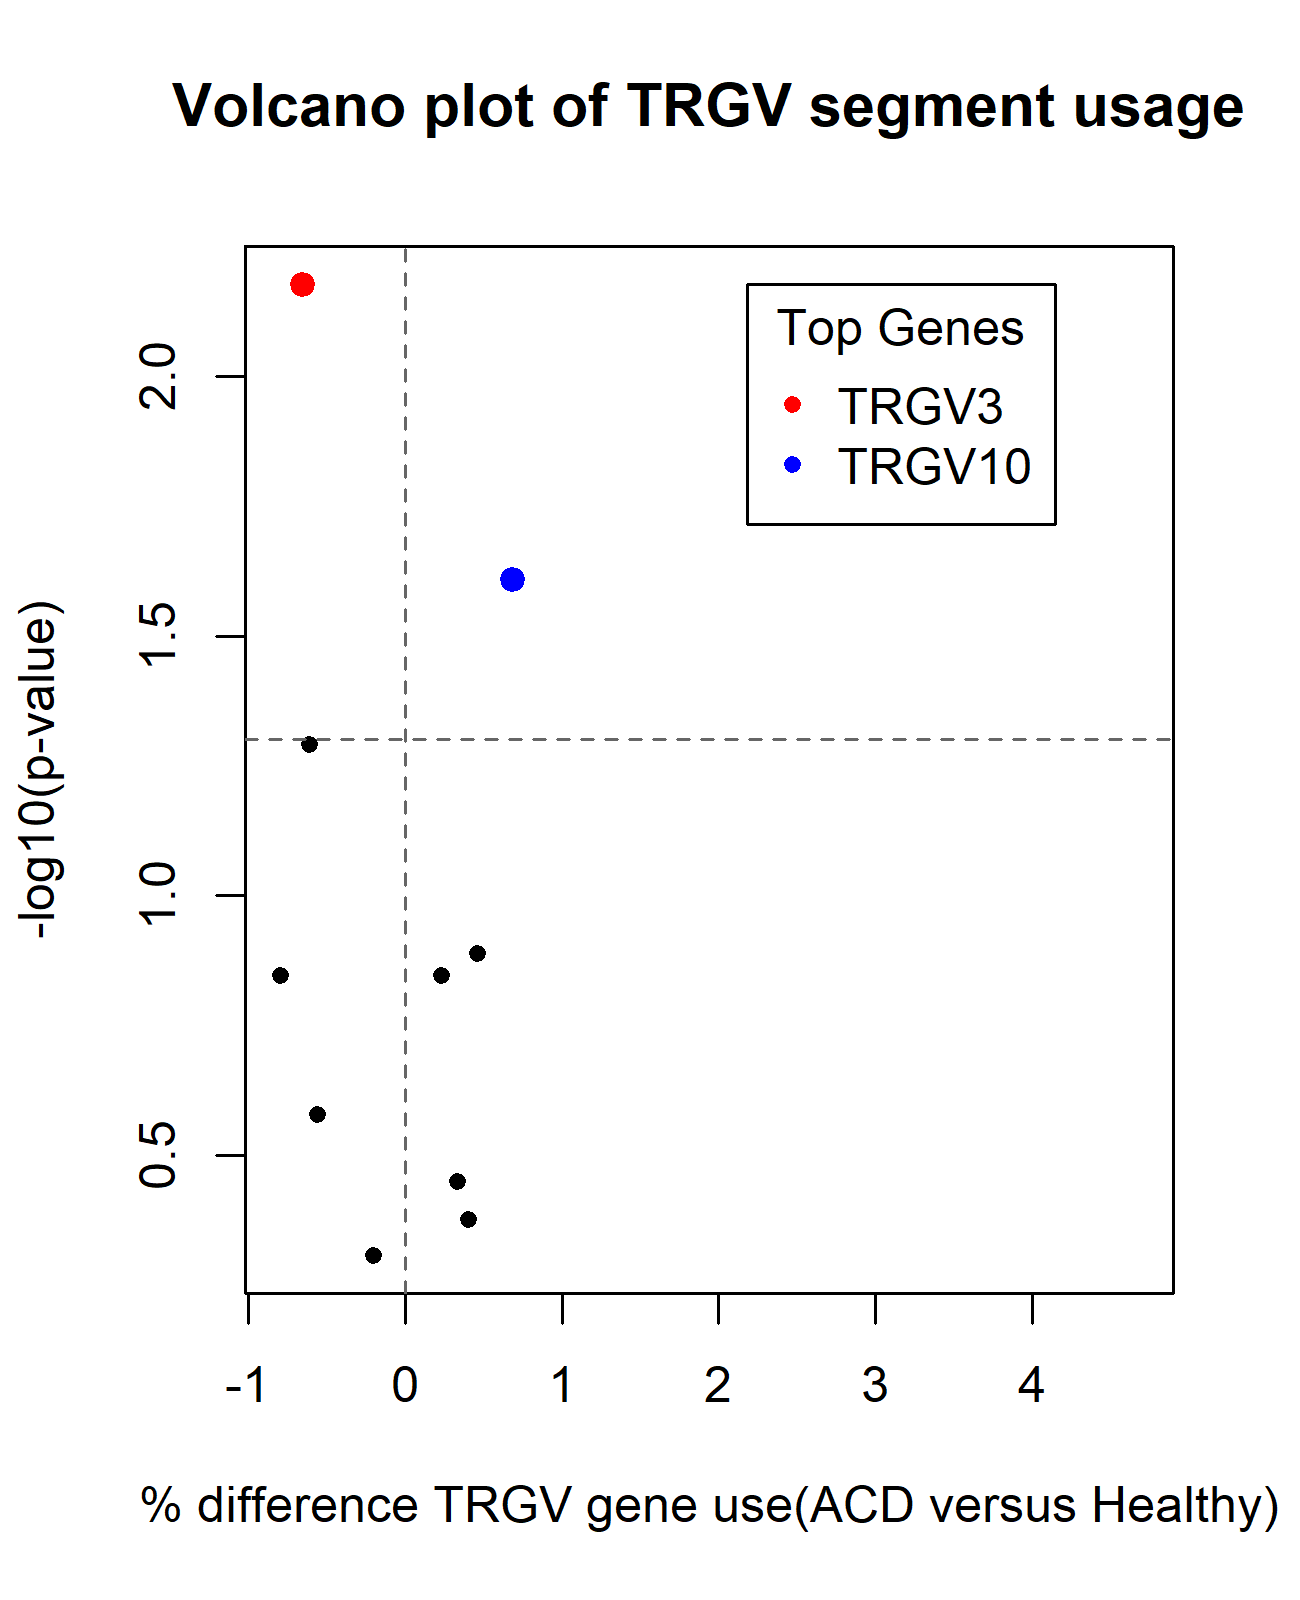 Volcano plot of TRGV segment usage
Top Genes
TRGV3
TRGV10
-log10(p-value)
2.0
1.5
1.0
0.5
-1 0 1 2 3 4
% difference TRGV gene use(ACD versus Healthy)